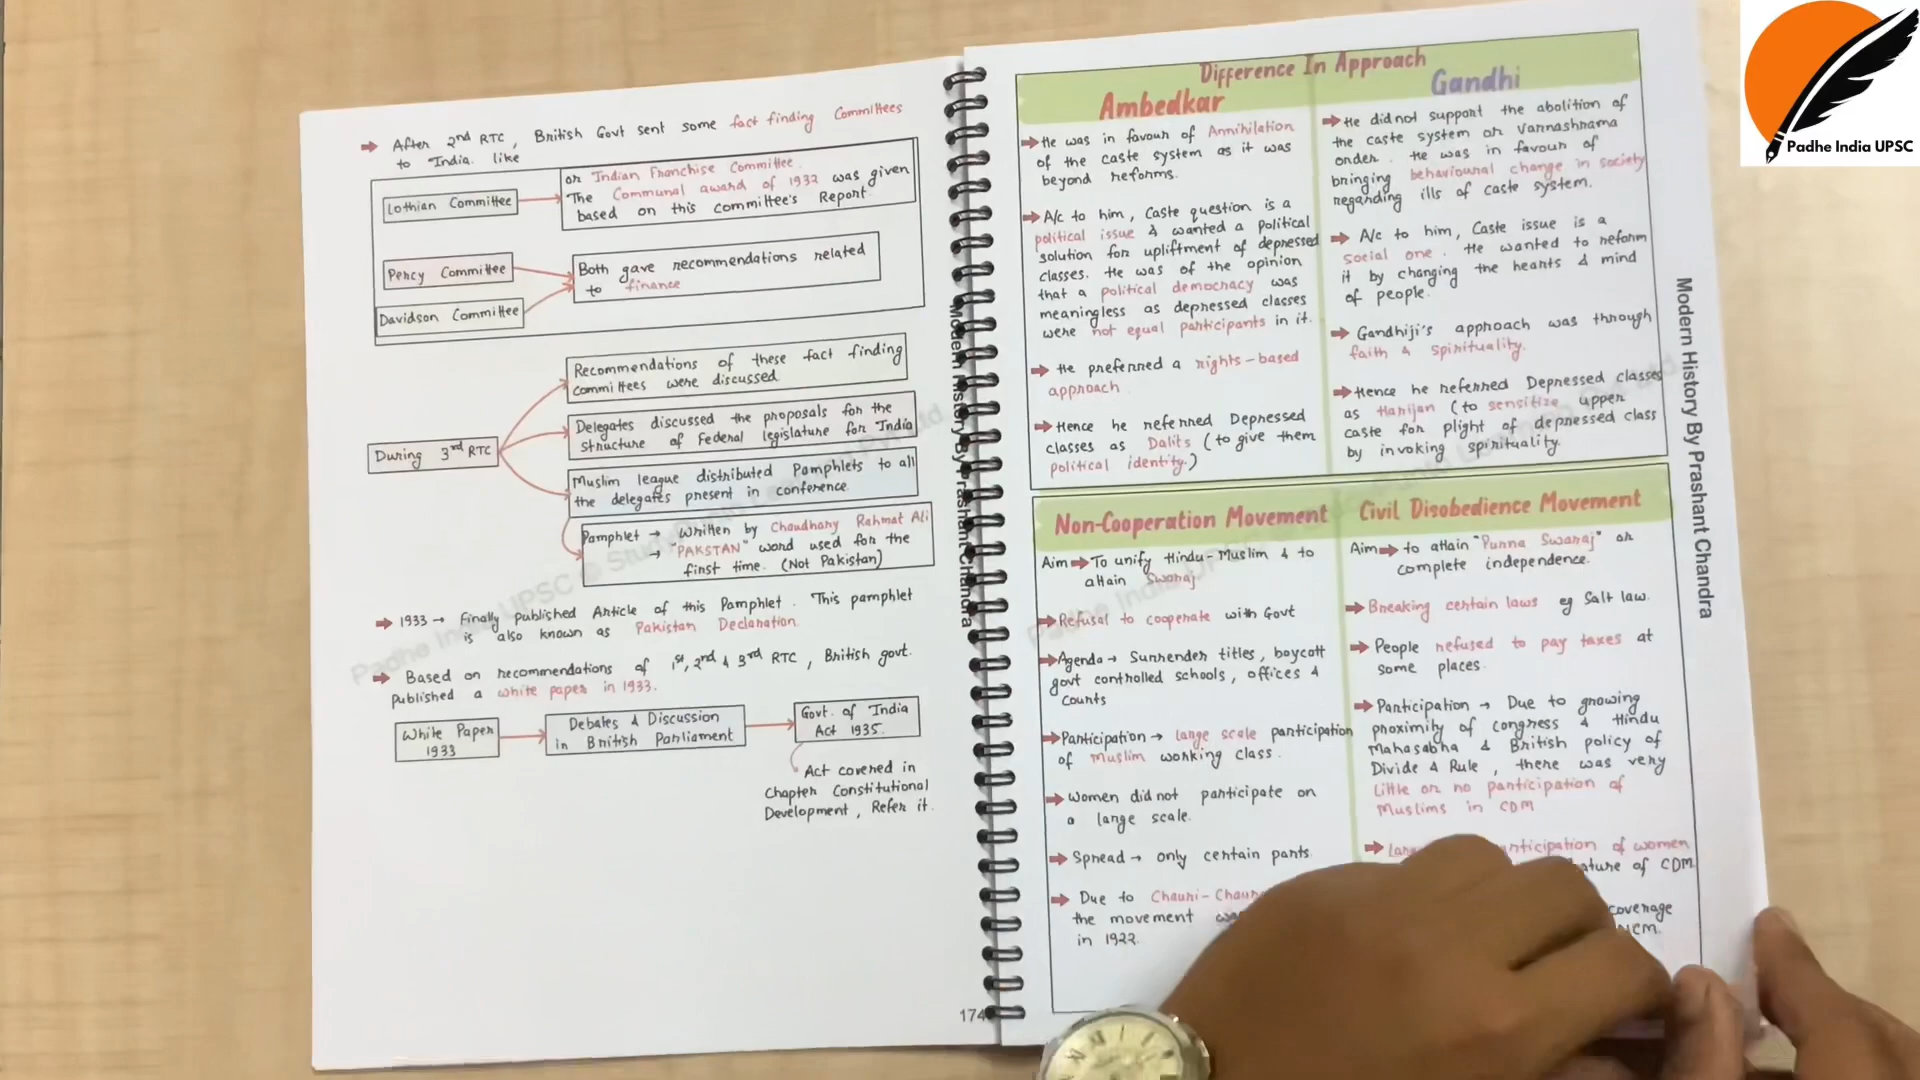 After 2nd RTC, British Govt sent some fact finding Committees
to India. like
Lothian Committee
or Indian Franchise Committee.
The Communal award of 1932 was given
based on this committee's Report.
Percy Committee
Davidson Committee
Both gave recommendations related
to finance
During 3rd RTC
Recommendations of these fact finding
committees were discussed.
Delegates discussed the proposals for the
structure of Federal legislature for India
Muslim league distributed Pamphlets to all
the delegates present in conference.
Pamphlet → written by Chaudhary Rahmat Ali
→ "PAKSTAN" word used for the
first time. (Not Pakistan)
1933 → Finally published Article of this Pamphlet. This pamphlet
is also known as Pakistan Declaration.
Based on recommendations of 1st, 2nd & 3rd RTC, British govt.
Published a white paper in 1933.
White Paper
1933
Debates & Discussion
in British Parliament
Govt. of India
Act 1935.
Act covered in
Chapter Constitutional
Development, Refer it.
174
Modern History By Prashant Chandra
Difference In Approach
Ambedkar
He was in favour of Annihilation
of the caste system as it was
beyond reforms.
A/c to him, Caste question is a
political issue & wanted a Political
solution for upliftment of depressed
classes. He was of the opinion
that a political democracy was
meaningless as depressed classes
were not equal participants in it.
He preferred a rights-based
approach.
Hence he referred Depressed
classes as Dalits (to give them
political identity.)
Gandhi
He did not support the abolition of
the caste system or Varnashrama
order. He was in favour of
bringing behavioural change in society
regarding ills of caste system.
A/c to him, Caste issue is a
social one. He wanted to reform
it by changing the hearts & mind
of people.
Gandhiji's approach was through
faith & spirituality.
Hence he referred Depressed classes
as Harijan (to sensitize upper
caste for plight of depressed class
by invoking spirituality.
Non-Cooperation Movement
Aim → To unify Hindu-Muslim & to
attain Swaraj
Refusal to cooperate with Govt
Agenda → Surrender titles, boycott
govt controlled schools, offices &
courts
Participation → large scale participation
of Muslim working class.
Women did not participate on
a large scale.
Spread → only certain parts
Due to Chauri-
the movement
in 1922.
Civil Disobedience Movement
Aim → to attain "Purna Swaraj" or
complete independence.
Breaking certain laws eg Salt law.
People refused to pay taxes at
some places.
Participation → Due to growing
proximity of congress & Hindu
Mahasabha & British policy of
Divide & Rule, there was very
little or no participation of
Muslims in CDM
participation of women
of CDM
coverage
NCM.
Modern History By Prashant Chandra
Padhe India UPSC